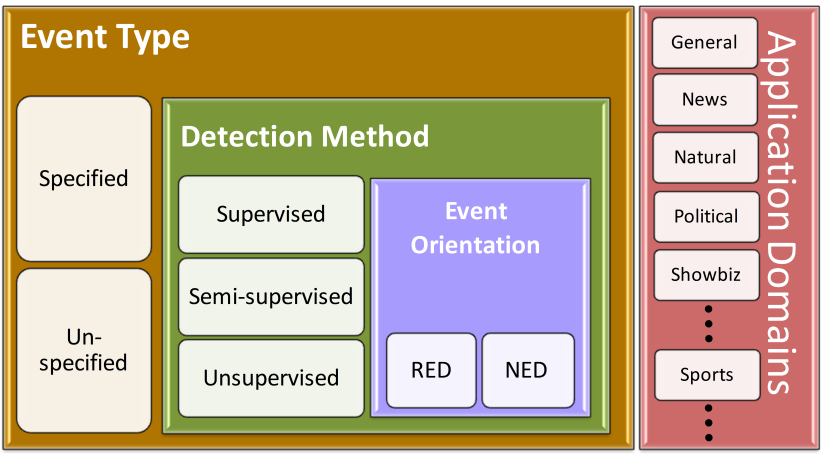 Event Type
Specified
Un-
specified
Detection Method
Supervised
Semi-supervised
Unsupervised
Event
Orientation
RED
NED
Application Domains
General
News
Natural
Political
Showbiz
Sports